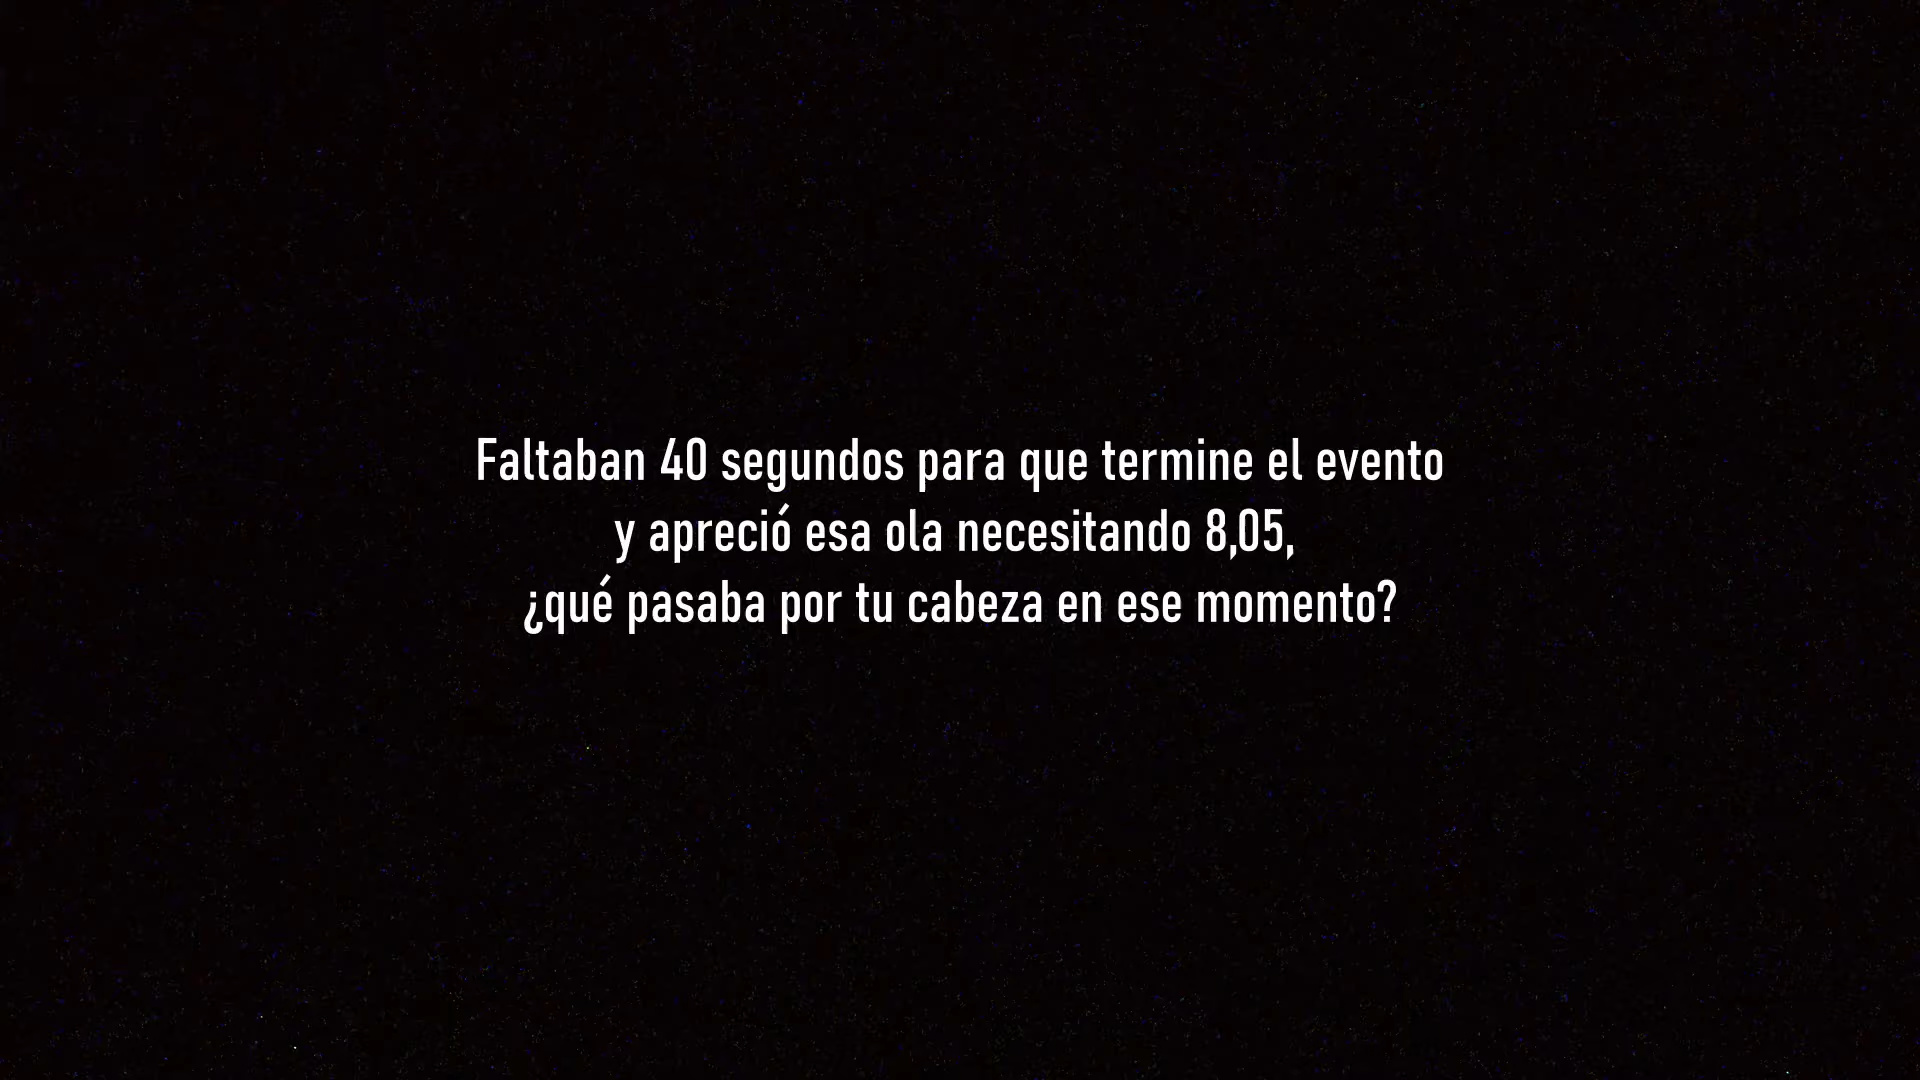 Faltaban 40 segundos para que termine el evento
y apreció esa ola necesitando 8,05,
¿qué pasaba por tu cabeza en ese momento?